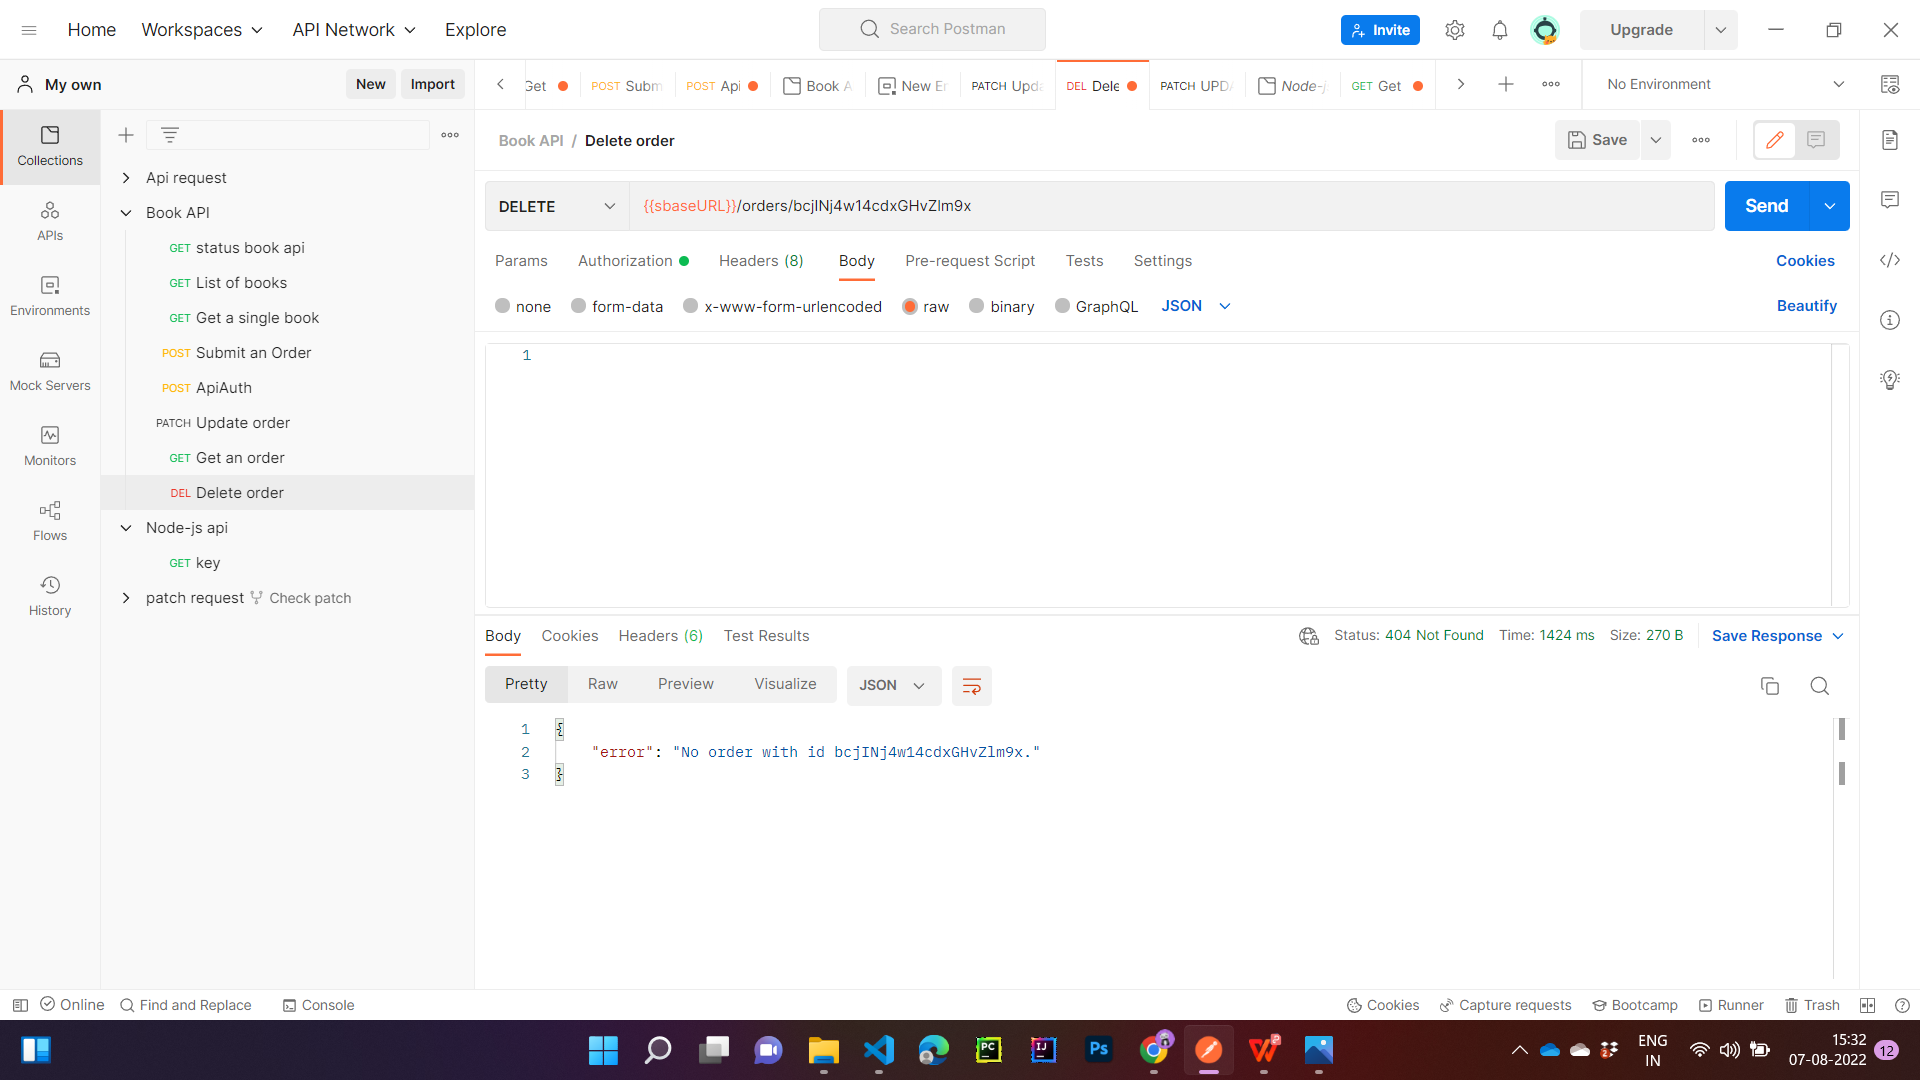 Home Workspaces API Network Explore Search Postman Invite Upgrade
My own New Import
Get POST Subm POST Api Book A New En PATCH Upda DEL Dele PATCH UPDA Node-j GET Get No Environment
Book API / Delete order Save
DELETE {{sbaseURL}}/orders/bcjINj4w14cdxGHvZlm9x Send
Params Authorization Headers (8) Body Pre-request Script Tests Settings Cookies
none form-data x-www-form-urlencoded raw binary GraphQL JSON Beautify
1
Collections
APIs
Environments
Mock Servers
Monitors
Flows
History
Api request
Book API
GET status book api
GET List of books
GET Get a single book
POST Submit an Order
POST ApiAuth
PATCH Update order
GET Get an order
DEL Delete order
Node-js api
GET key
patch request Check patch
Body Cookies Headers (6) Test Results Status: 404 Not Found Time: 1424 ms Size: 270 B Save Response
Pretty Raw Preview Visualize JSON
1 {
2 "error": "No order with id bcjINj4w14cdxGHvZlm9x."
3 }
Online Find and Replace Console Cookies Capture requests Bootcamp Runner Trash
PC IJ Ps 2 ENG
IN
15:32
07-08-2022 12